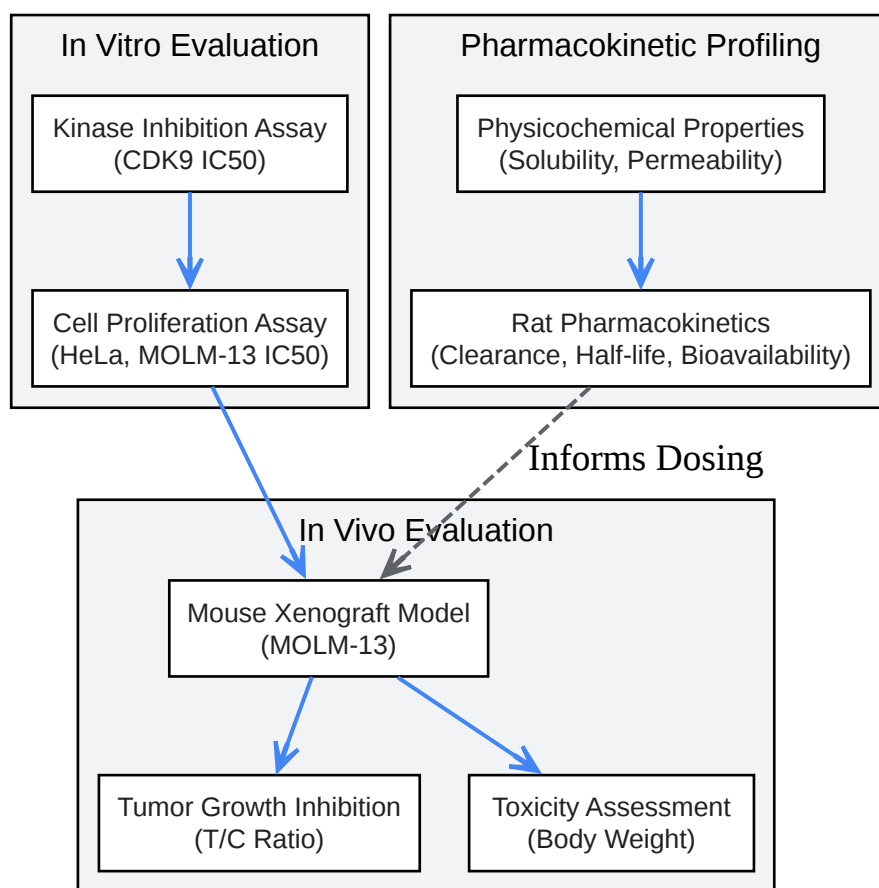 In Vitro Evaluation
Kinase Inhibition Assay
(CDK9 IC50)
Cell Proliferation Assay
(HeLa, MOLM-13 IC50)
Pharmacokinetic Profiling
Physicochemical Properties
(Solubility, Permeability)
Rat Pharmacokinetics
(Clearance, Half-life, Bioavailability)
Informs Dosing
In Vivo Evaluation
Mouse Xenograft Model
(MOLM-13)
Tumor Growth Inhibition
(T/C Ratio)
Toxicity Assessment
(Body Weight)